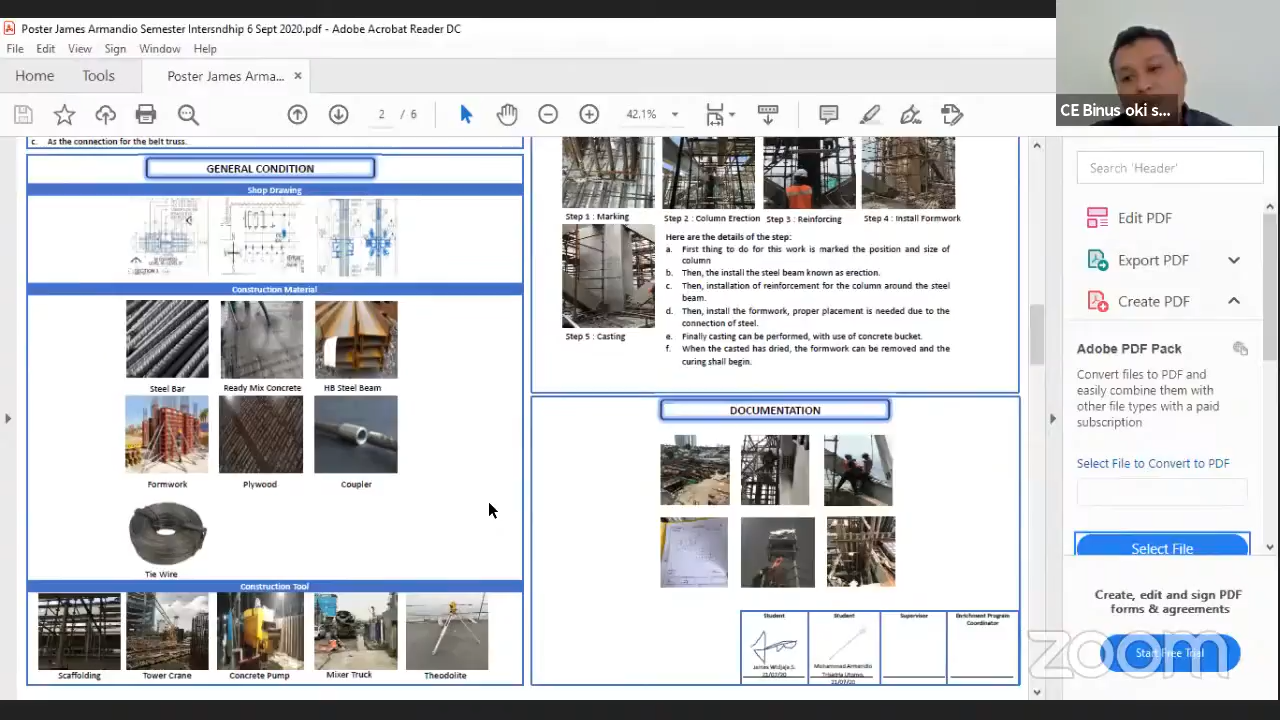 Poster James Armandio Semester Intersndhip 6 Sept 2020.pdf - Adobe Acrobat Reader DC
File Edit View Sign Window Help
Home Tools Poster James Arma... ×
2 / 6 42.1%
CE Binus oki s...
c. As the connection for the belt truss.
GENERAL CONDITION
Shop Drawing
Construction Material
Steel Bar Ready Mix Concrete HB Steel Beam
Formwork Plywood Coupler
Tie Wire
Construction Tool
Scaffolding Tower Crane Concrete Pump Mixer Truck Theodolite
Step 1 : Marking Step 2 : Column Erection Step 3 : Reinforcing Step 4 : Install Formwork
Step 5 : Casting
Here are the details of the step:
a. First thing to do for this work is marked the position and size of
column
b. Then, the install the steel beam known as erection.
c. Then, installation of reinforcement for the column around the steel
beam.
d. Then, install the formwork, proper placement is needed due to the
connection of steel.
e. Finally casting can be performed, with use of concrete bucket.
f. When the casted has dried, the formwork can be removed and the
curing shall begin.
DOCUMENTATION
Student Student Supervisor Enrichment Program
Coordinator
James Widjaja S.
21/07/20
Mohammad Armandio
21/07/20
Search 'Header'
Edit PDF
Export PDF
Create PDF
Adobe PDF Pack
Convert files to PDF and
easily combine them with
other file types with a paid
subscription
Select File to Convert to PDF
Select File
Create, edit and sign PDF
forms & agreements
Start Free Trial
zoom